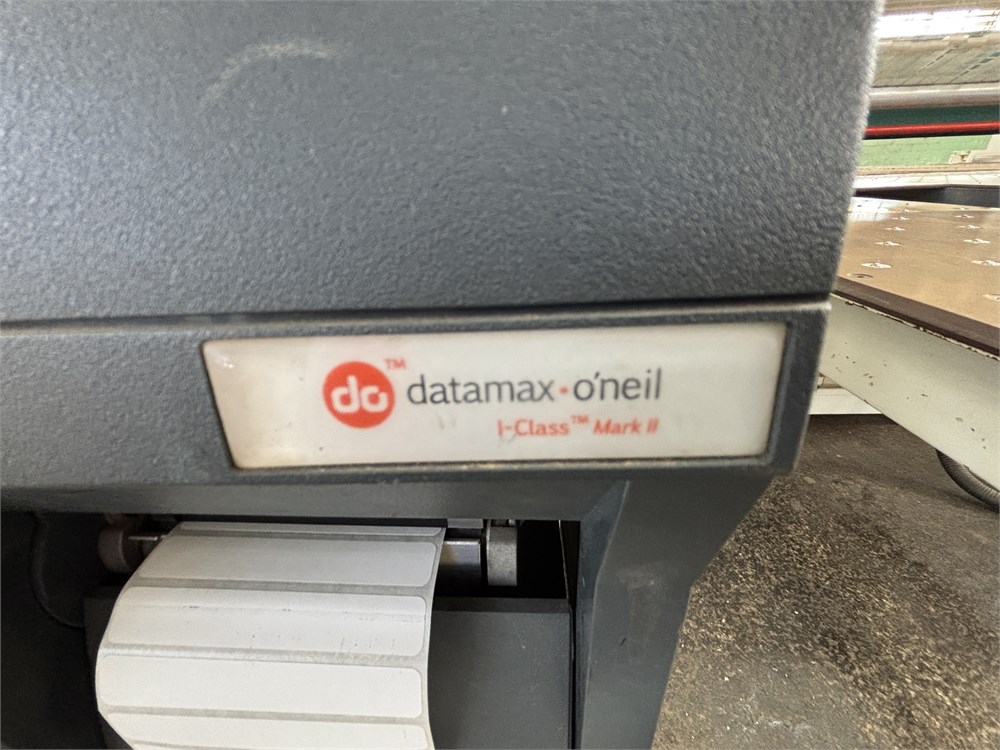 do™ datamax•o'neil
I-Class™ Mark II